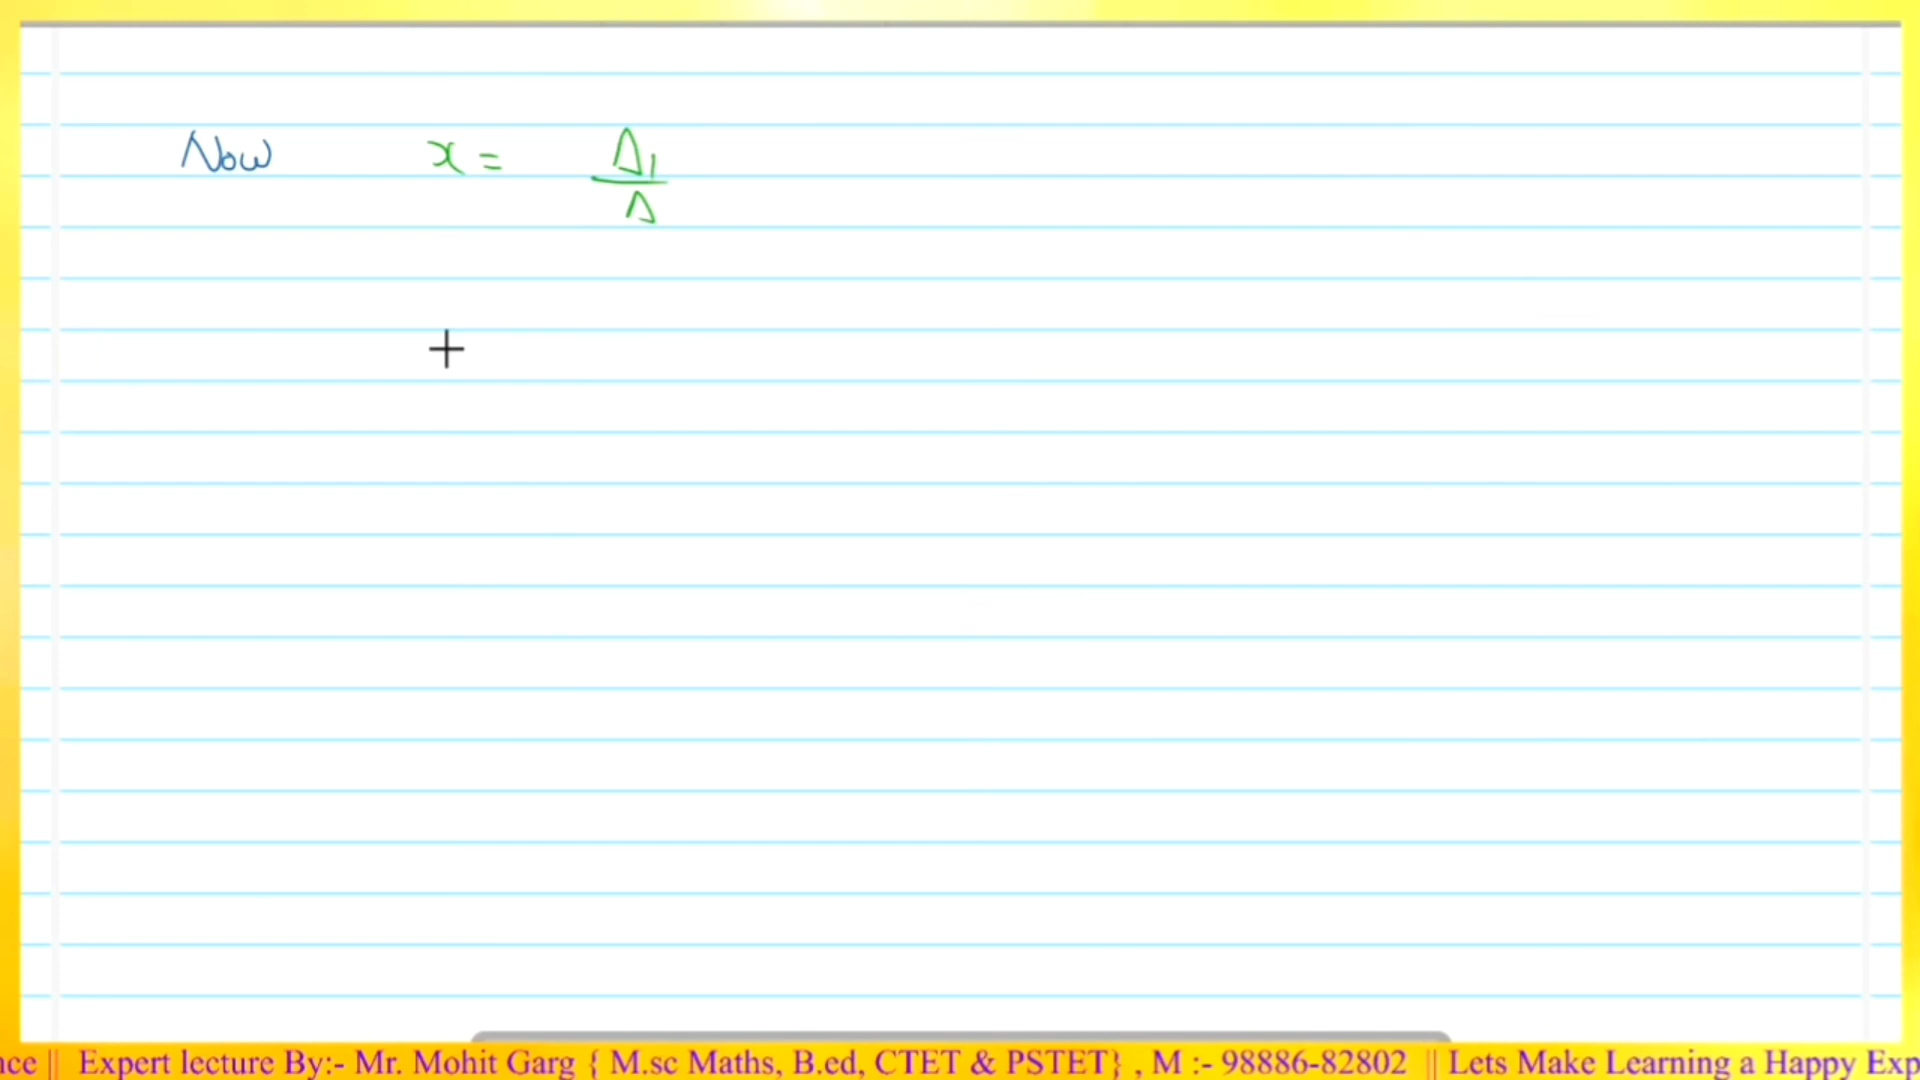 Now x = Δ₁
Δ
nce || Expert lecture By:- Mr. Mohit Garg { M.sc Maths, B.ed, CTET & PSTET} , M :- 98886-82802 || Lets Make Learning a Happy Exp